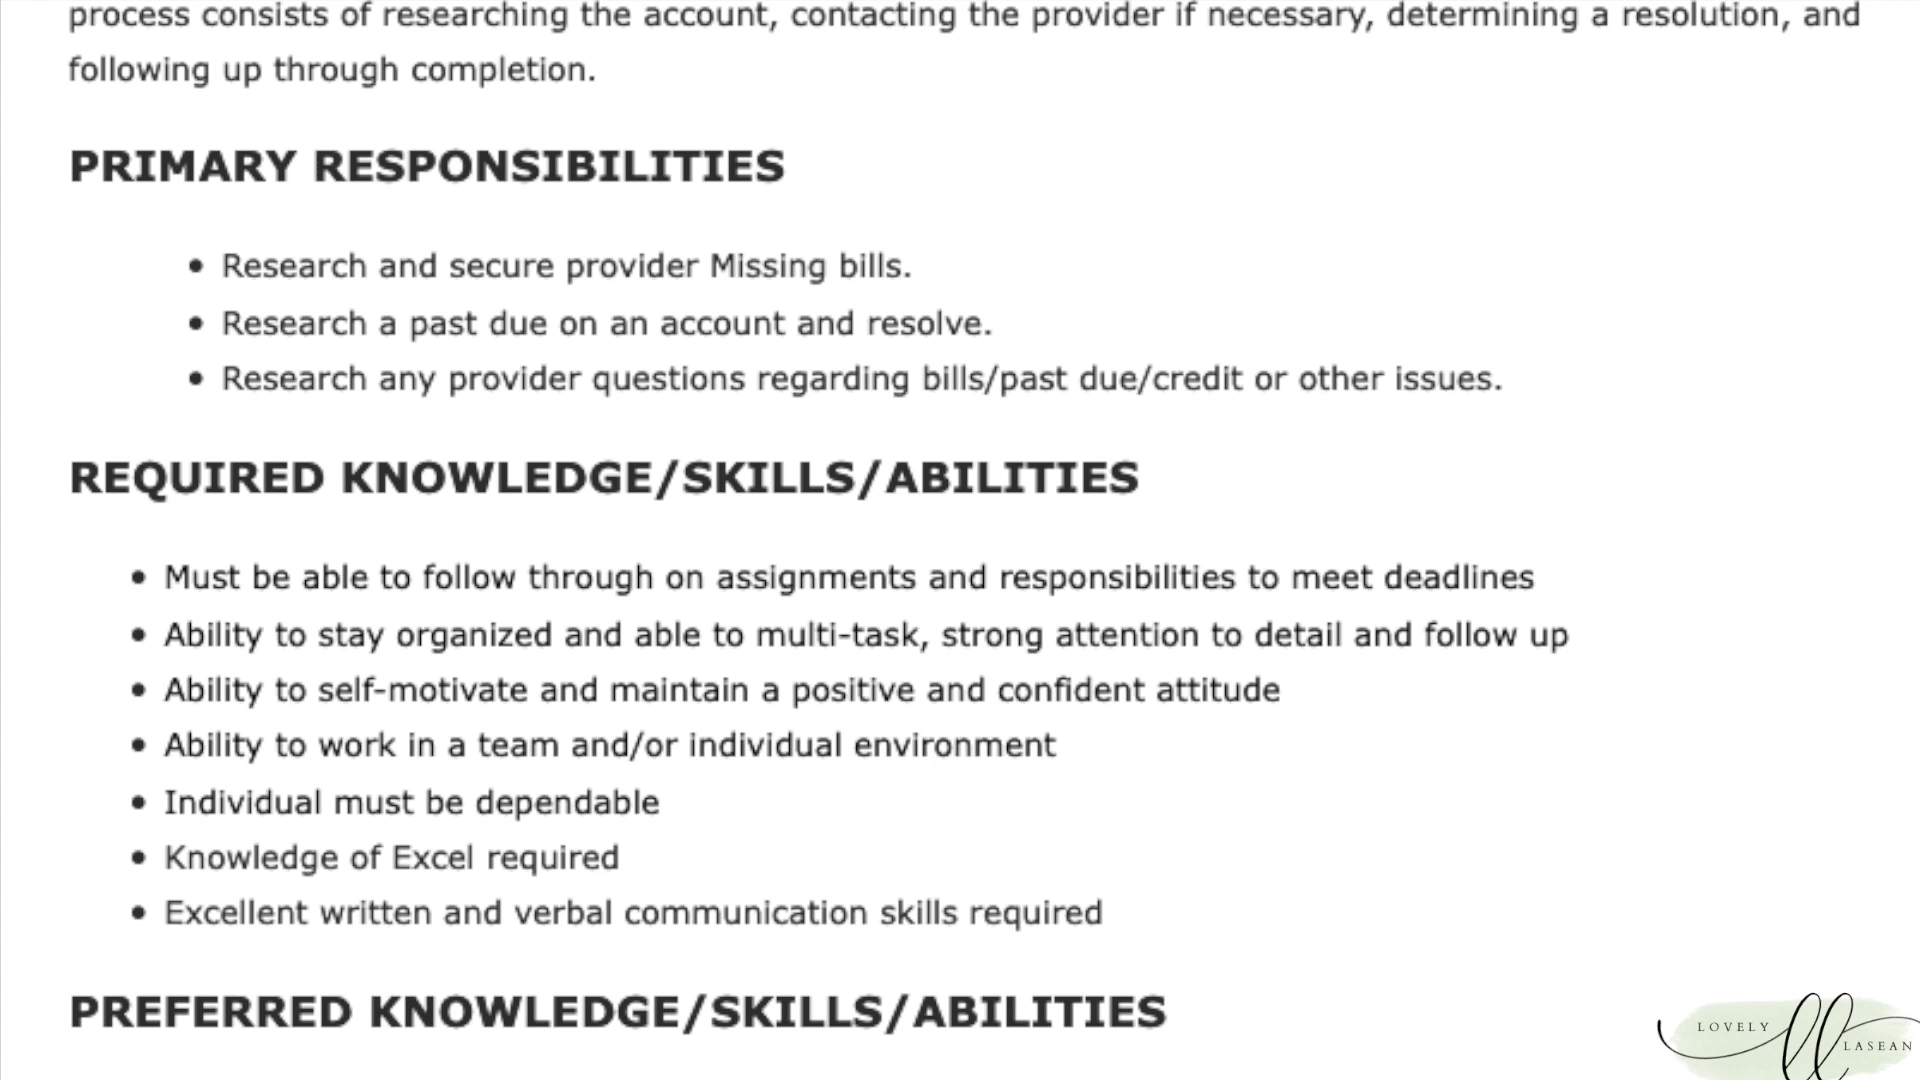 process consists of researching the account, contacting the provider if necessary, determining a resolution, and
following up through completion.
PRIMARY RESPONSIBILITIES
• Research and secure provider Missing bills.
• Research a past due on an account and resolve.
• Research any provider questions regarding bills/past due/credit or other issues.
REQUIRED KNOWLEDGE/SKILLS/ABILITIES
• Must be able to follow through on assignments and responsibilities to meet deadlines
• Ability to stay organized and able to multi-task, strong attention to detail and follow up
• Ability to self-motivate and maintain a positive and confident attitude
• Ability to work in a team and/or individual environment
• Individual must be dependable
• Knowledge of Excel required
• Excellent written and verbal communication skills required
PREFERRED KNOWLEDGE/SKILLS/ABILITIES
LOVELY ll LASEAN